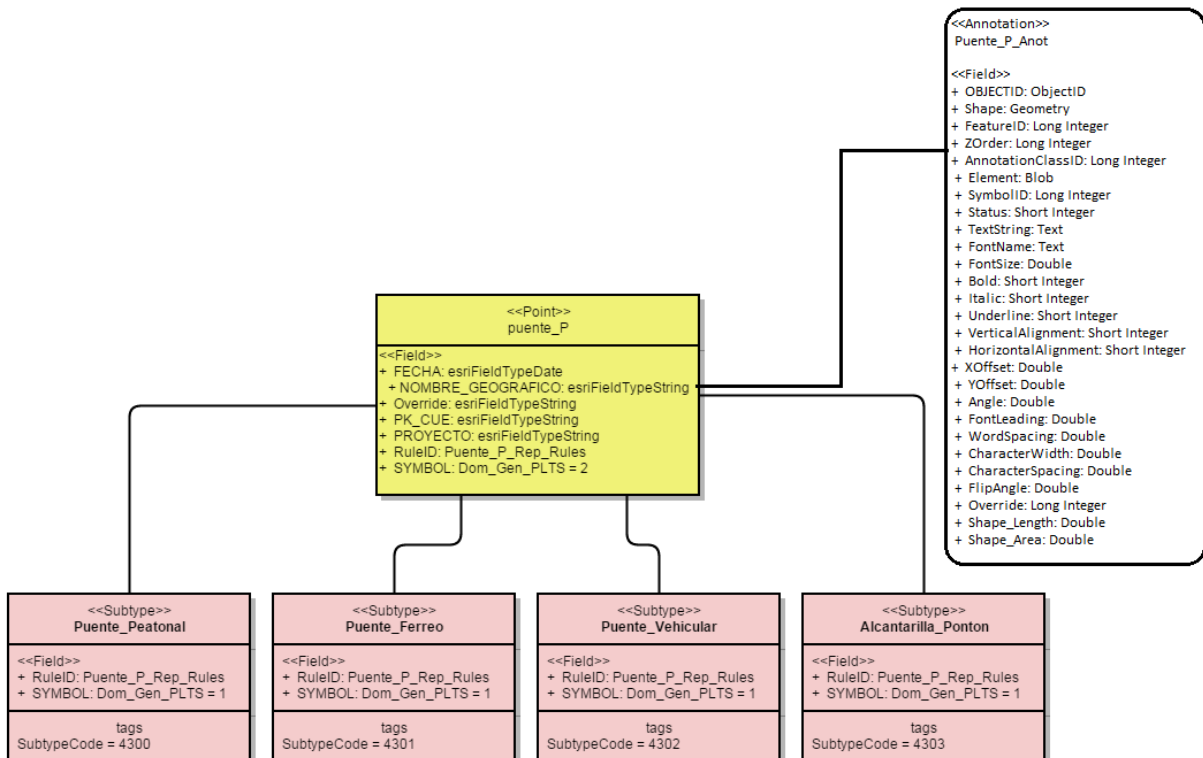 <<Annotation>>
Puente_P_Anot
<<Field>>
+ OBJECTID: ObjectID
+ Shape: Geometry
+ FeatureID: Long Integer
+ ZOrder: Long Integer
+ AnnotationClassID: Long Integer
+ Element: Blob
+ SymbolID: Long Integer
+ Status: Short Integer
+ TextString: Text
+ FontName: Text
+ FontSize: Double
+ Bold: Short Integer
+ Italic: Short Integer
+ Underline: Short Integer
+ VerticalAlignment: Short Integer
+ HorizontalAlignment: Short Integer
+ XOffset: Double
+ YOffset: Double
+ Angle: Double
+ FontLeading: Double
+ WordSpacing: Double
+ CharacterWidth: Double
+ CharacterSpacing: Double
+ FlipAngle: Double
+ Override: Long Integer
+ Shape_Length: Double
+ Shape_Area: Double
<<Point>>
puente_P
<<Field>>
+ FECHA: esriFieldTypeDate
+ NOMBRE_GEOGRAFICO: esriFieldTypeString
+ Override: esriFieldTypeString
+ PK_CUE: esriFieldTypeString
+ PROYECTO: esriFieldTypeString
+ RuleID: Puente_P_Rep_Rules
+ SYMBOL: Dom_Gen_PLTS = 2
<<Subtype>>
Puente_Peatonal
<<Field>>
+ RuleID: Puente_P_Rep_Rules
+ SYMBOL: Dom_Gen_PLTS = 1
tags
SubtypeCode = 4300
<<Subtype>>
Puente_Ferreo
<<Field>>
+ RuleID: Puente_P_Rep_Rules
+ SYMBOL: Dom_Gen_PLTS = 1
tags
SubtypeCode = 4301
<<Subtype>>
Puente_Vehicular
<<Field>>
+ RuleID: Puente_P_Rep_Rules
+ SYMBOL: Dom_Gen_PLTS = 1
tags
SubtypeCode = 4302
<<Subtype>>
Alcantarilla_Ponton
<<Field>>
+ RuleID: Puente_P_Rep_Rules
+ SYMBOL: Dom_Gen_PLTS = 1
tags
SubtypeCode = 4303